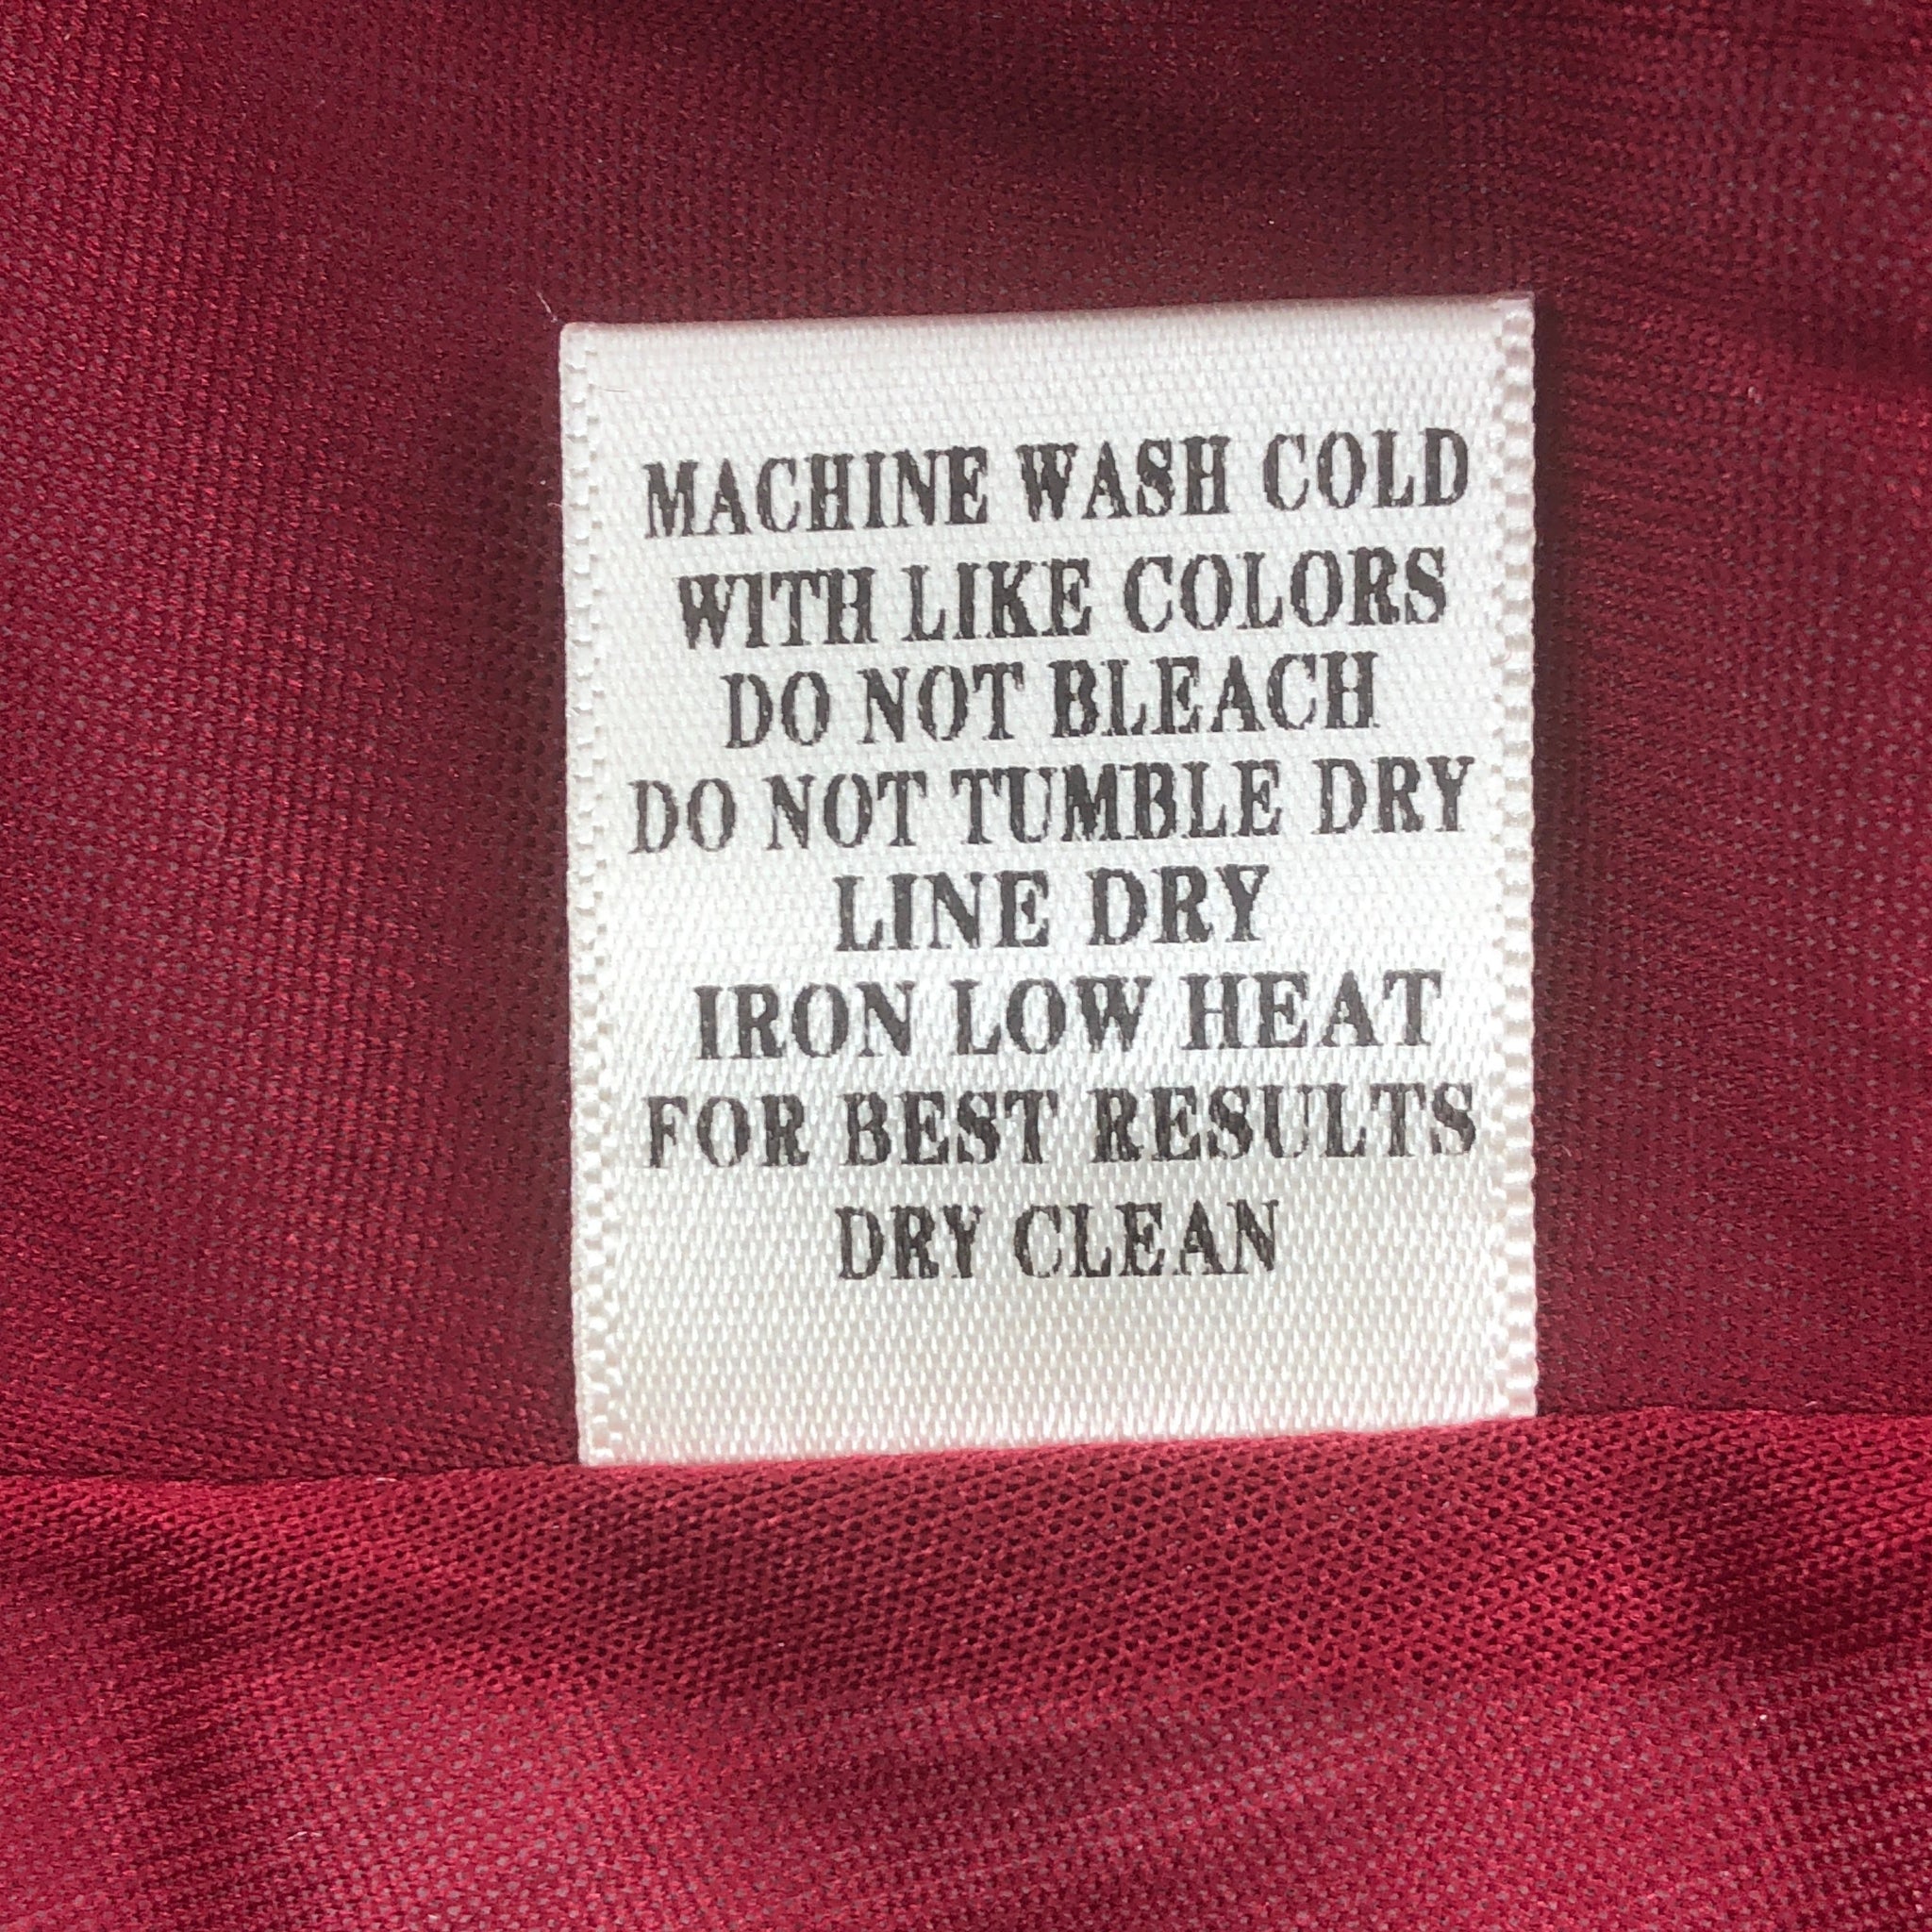 MACHINE WASH COLD
WITH LIKE COLORS
DO NOT BLEACH
DO NOT TUMBLE DRY
LINE DRY
IRON LOW HEAT
FOR BEST RESULTS
DRY CLEAN